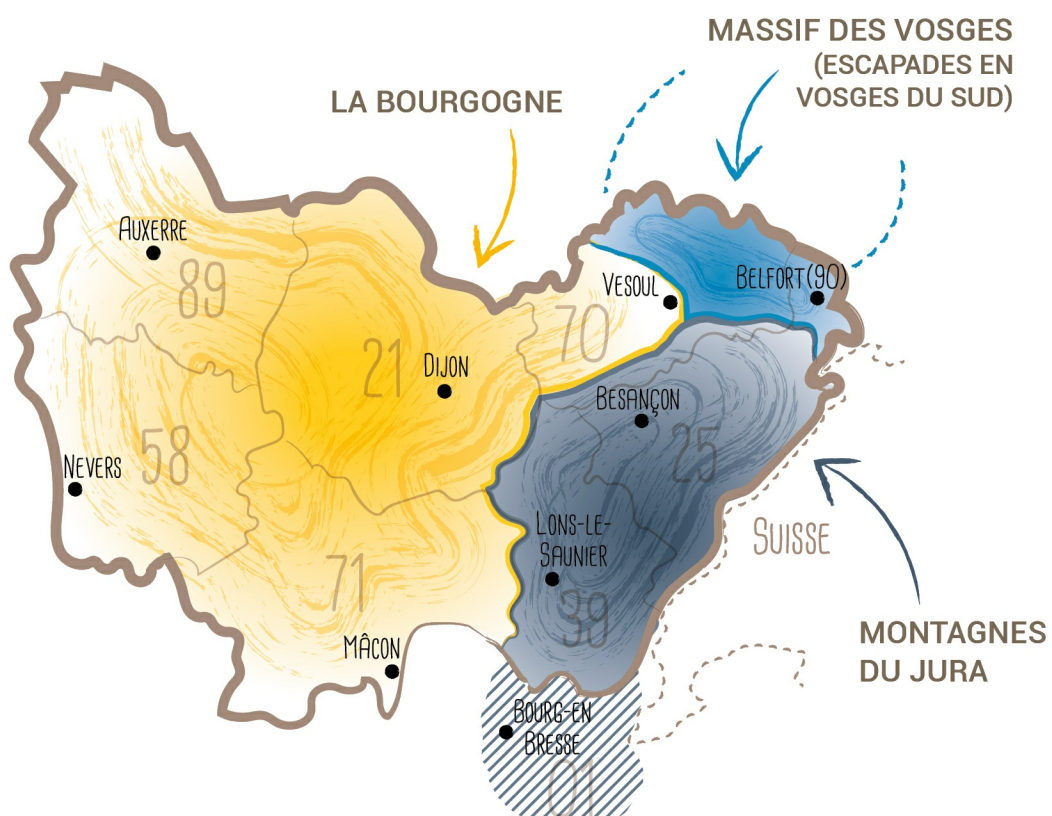 MASSIF DES VOSGES
(ESCAPADES EN
VOSGES DU SUD)
LA BOURGOGNE
AUXERRE
89
VESOUL
BELFORT(90)
70
21
DIJON
BESANÇON
25
58
NEVERS
LONS-LE-
SAUNIER
SUISSE
71
39
MÂCON
MONTAGNES
DU JURA
BOURG-EN
BRESSE
01